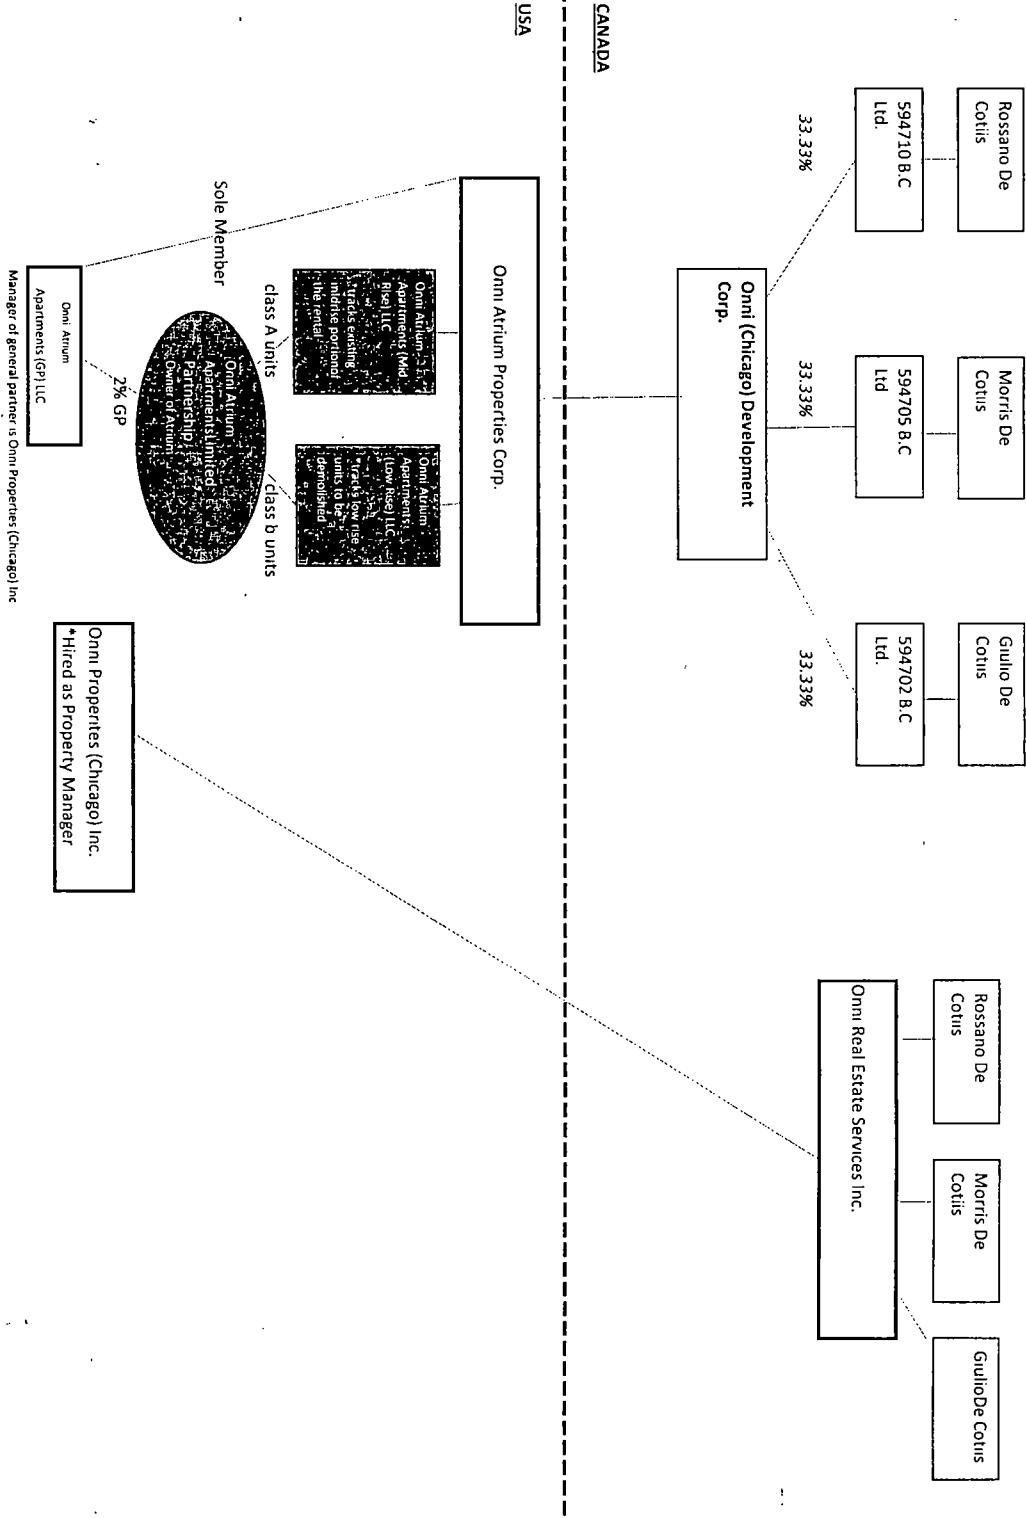 Rossano De
Cotiis
Morris De
Cotiis
Giulio De
Cotiis
594710 B.C
Ltd.
594705 B.C
Ltd
594702 B.C
Ltd.
33.33%
33.33%
33.33%
Onni (Chicago) Development
Corp.
Rossano De
Cotiis
Morris De
Cotiis
GiulioDe Cotiis
Onni Real Estate Services Inc.
CANADA
USA
Onni Atrium Properties Corp.
Onni Atrium
Apartments (Mid
Rise) LLC
*tracks existing
midrise portion of
the rental
Onni Atrium
Apartments
(Low Rise) LLC
*tracks low rise
units to be
demolished
class A units
class b units
Sole Member
Onni Atrium
Apartments Limited
Partnership
Owner of Atrium
2% GP
Onni Atrium
Apartments (GP) LLC
Manager of general partner is Onni Properties (Chicago) Inc
Onni Properites (Chicago) Inc.
*Hired as Property Manager